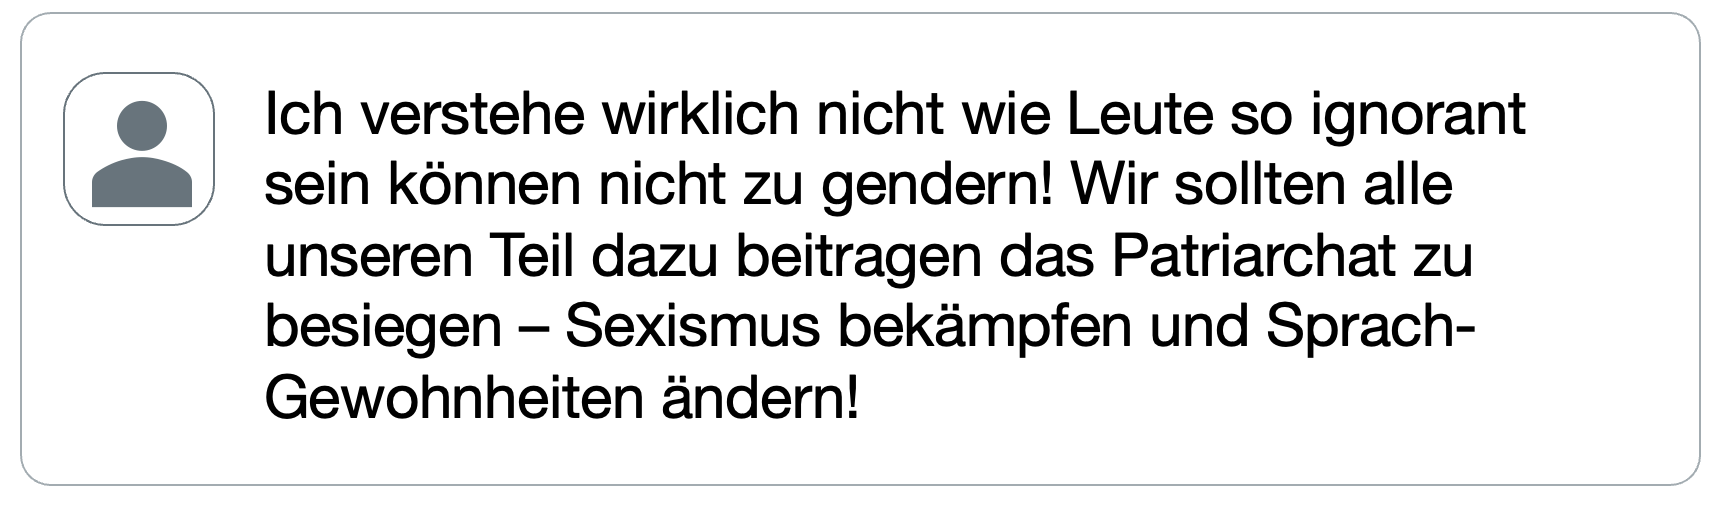 Ich verstehe wirklich nicht wie Leute so ignorant
sein können nicht zu gendern! Wir sollten alle
unseren Teil dazu beitragen das Patriarchat zu
besiegen – Sexismus bekämpfen und Sprach-
Gewohnheiten ändern!